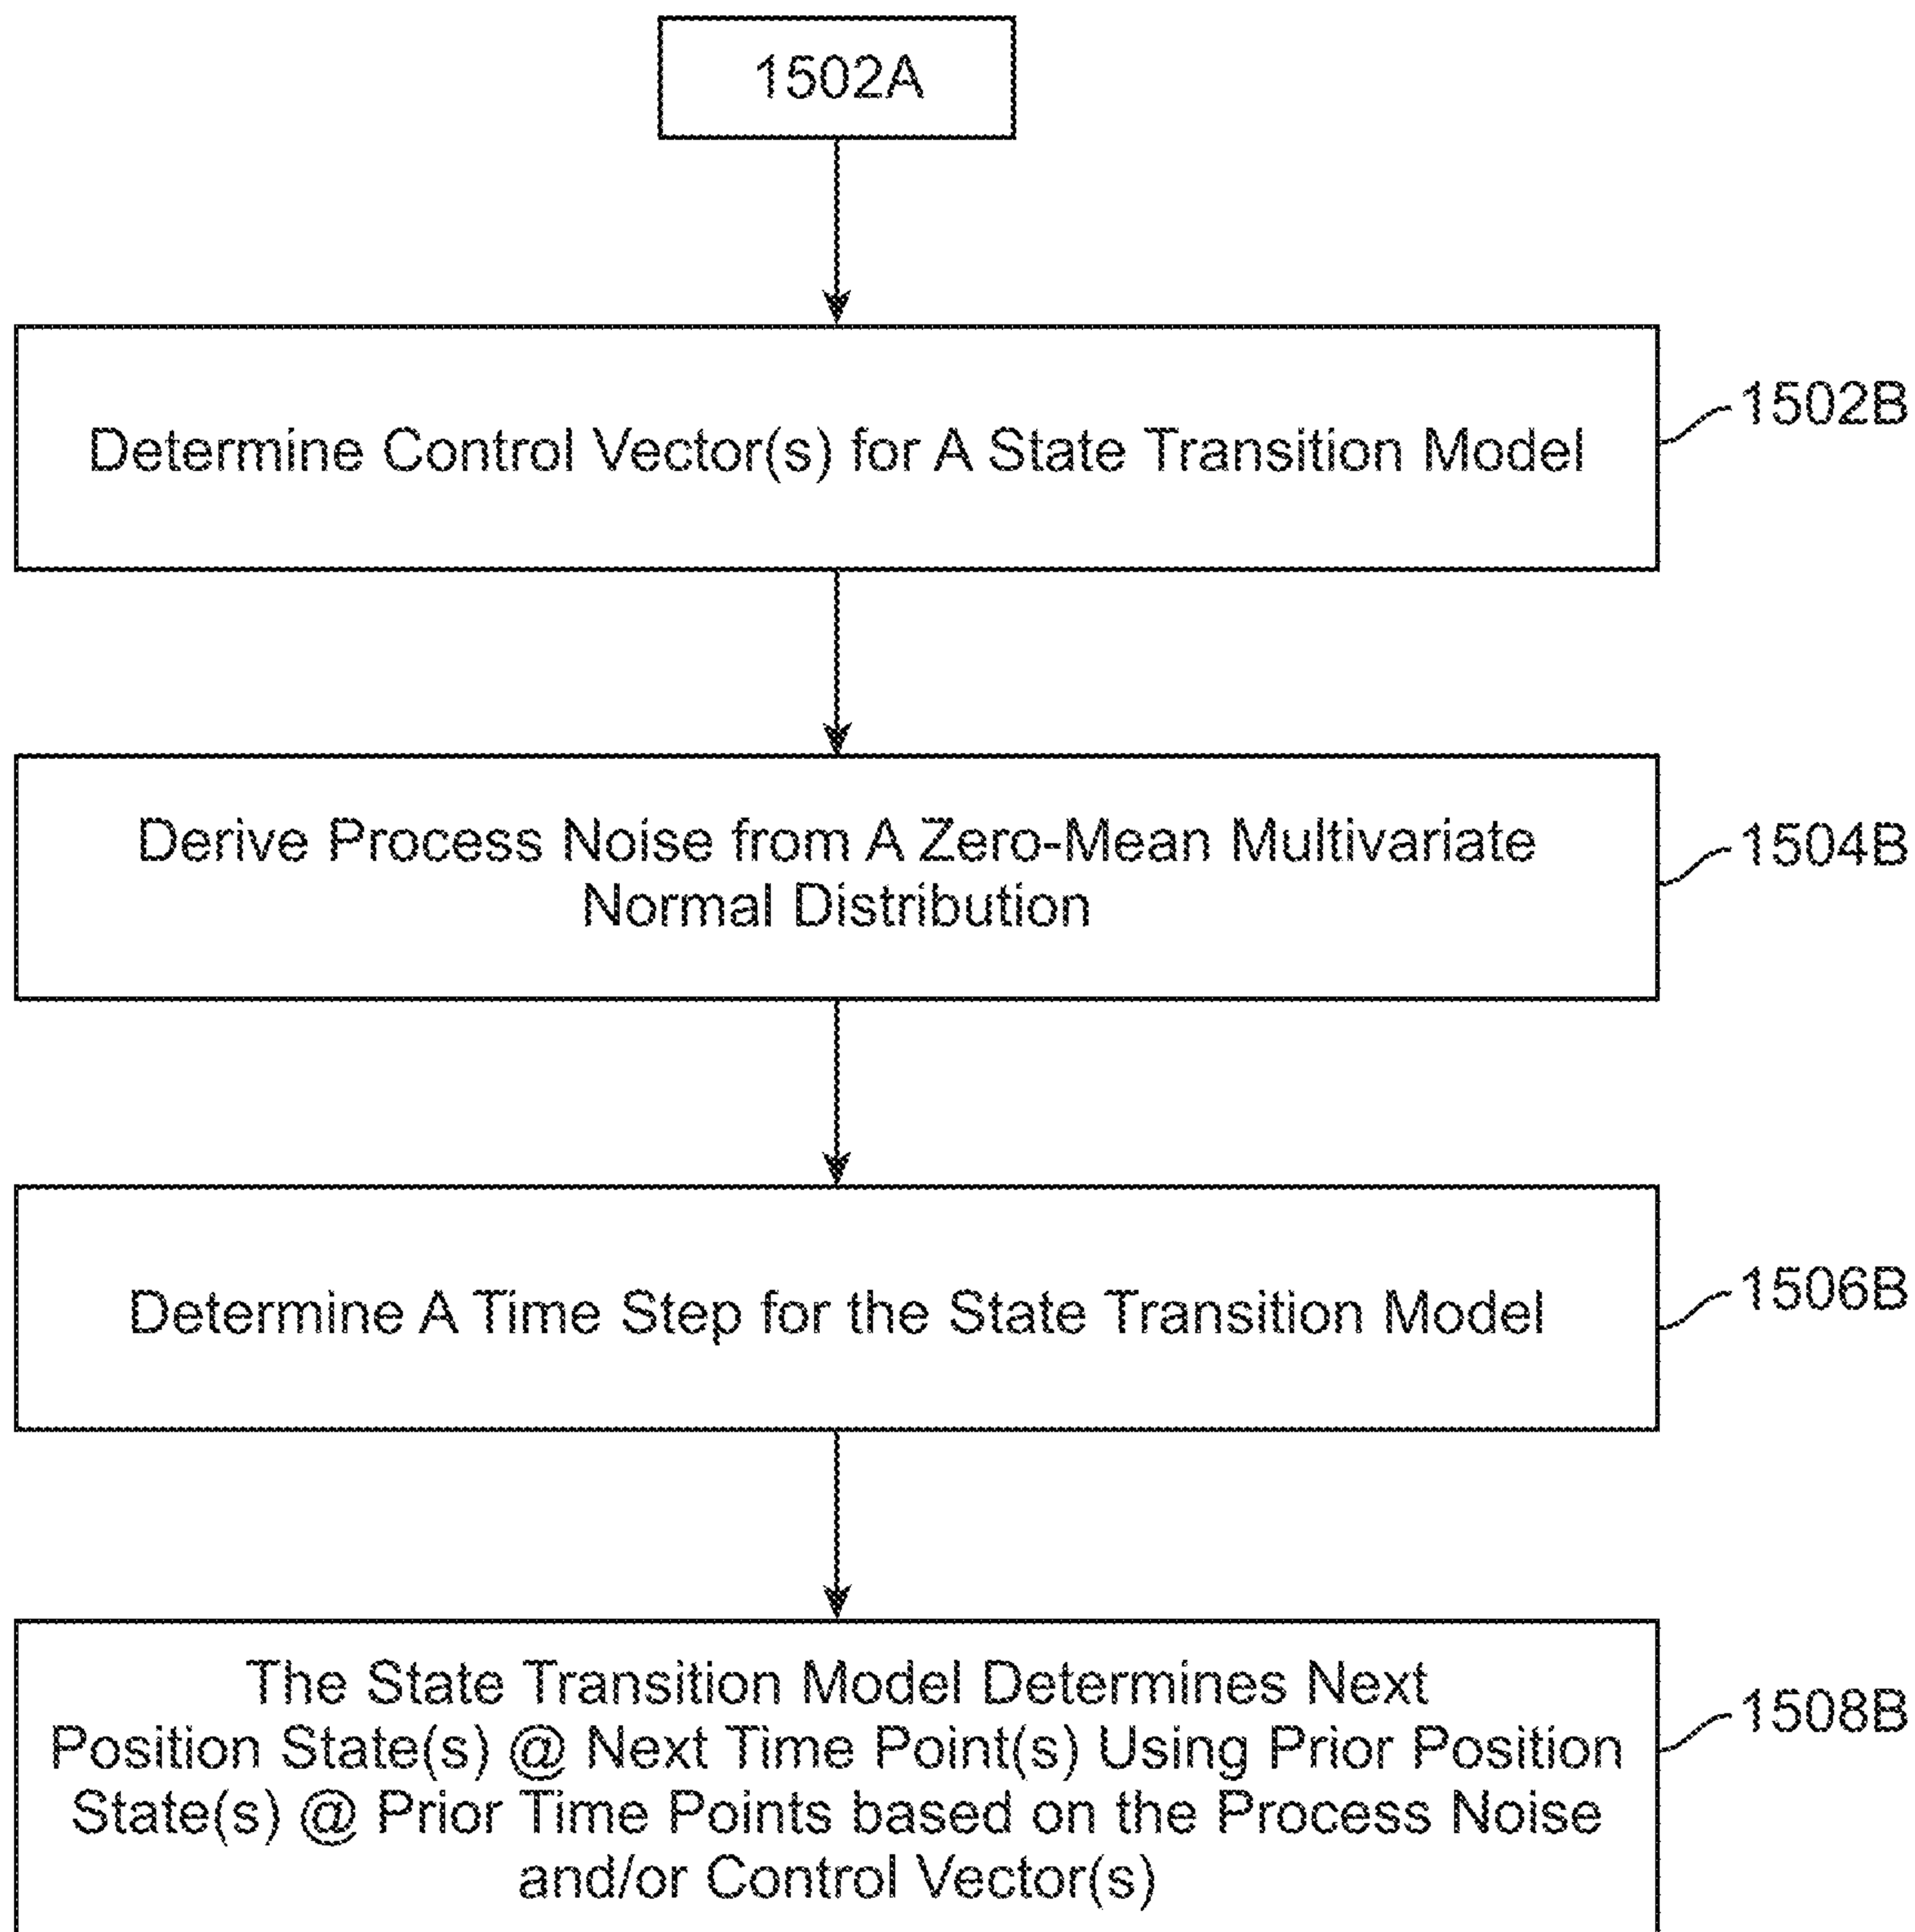 1502A
Determine Control Vector(s) for A State Transition Model
1502B
Derive Process Noise from A Zero-Mean Multivariate
Normal Distribution
1504B
Determine A Time Step for the State Transition Model
1506B
The State Transition Model Determines Next
Position State(s) @ Next Time Point(s) Using Prior Position
State(s) @ Prior Time Points based on the Process Noise
and/or Control Vector(s)
1508B